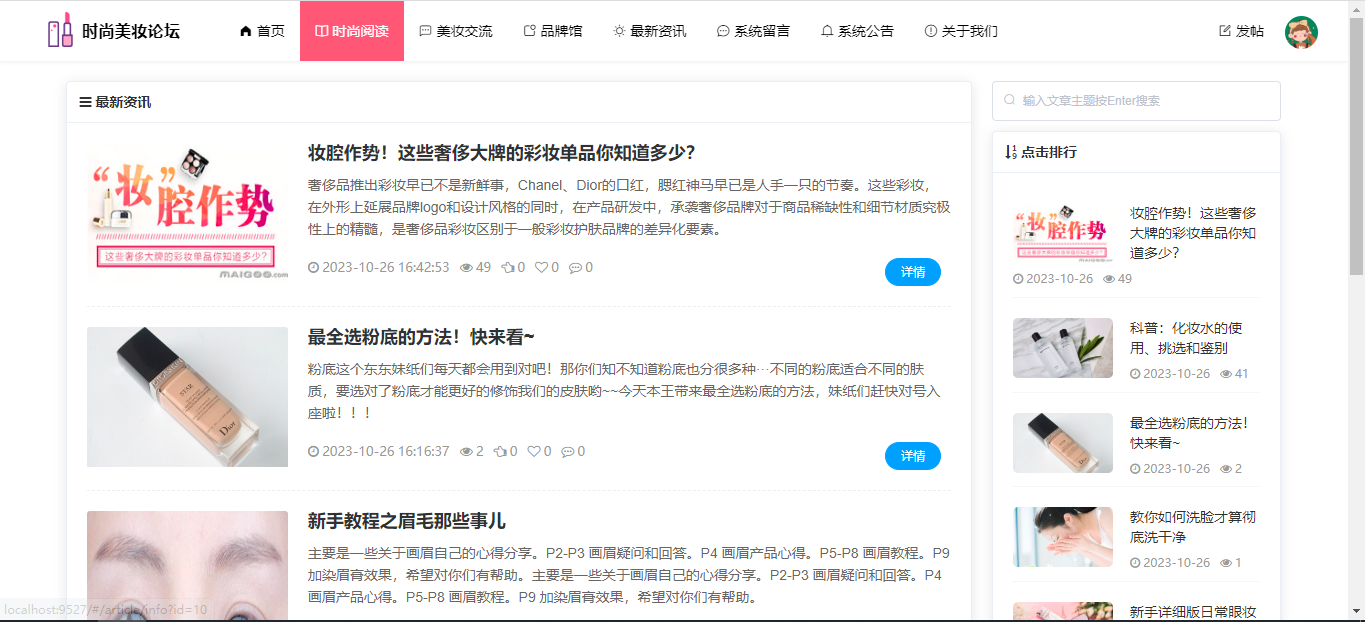 时尚美妆论坛
首页
时尚阅读
美妆交流
品牌馆
最新资讯
系统留言
系统公告
关于我们
发帖
最新资讯
“妆”
腔作势
这些奢侈大牌的彩妆单品你知道多少?
MAIGOO.com
妆腔作势！这些奢侈大牌的彩妆单品你知道多少？
奢侈品推出彩妆早已不是新鲜事，Chanel、Dior的口红，腮红神马早已是人手一只的节奏。这些彩妆，
在外形上延展品牌logo和设计风格的同时，在产品研发中，承袭奢侈品牌对于商品稀缺性和细节材质究极
性上的精髓，是奢侈品彩妆区别于一般彩妆护肤品牌的差异化要素。
2023-10-26 16:42:53 49 0 0 0
详情
Dior
最全选粉底的方法！快来看~
粉底这个东东妹纸们每天都会用到对吧！那你们知不知道粉底也分很多种…不同的粉底适合不同的肤
质，要选对了粉底才能更好的修饰我们的皮肤哟~~今天本王带来最全选粉底的方法，妹纸们赶快对号入
座啦！！！
2023-10-26 16:16:37 2 0 0 0
详情
新手教程之眉毛那些事儿
主要是一些关于画眉自己的心得分享。P2-P3 画眉疑问和回答。P4 画眉产品心得。P5-P8 画眉教程。P9
加染眉膏效果，希望对你们有帮助。主要是一些关于画眉自己的心得分享。P2-P3 画眉疑问和回答。P4
画眉产品心得。P5-P8 画眉教程。P9 加染眉膏效果，希望对你们有帮助。
localhost:9527/#/article/info?id=10
输入文章主题按Enter搜索
点击排行
“妆”
腔作势
妆腔作势！这些奢侈
大牌的彩妆单品你知
道多少？
2023-10-26 49
科普：化妆水的使
用、挑选和鉴别
2023-10-26 41
最全选粉底的方法！
快来看~
2023-10-26 2
教你如何洗脸才算彻
底洗干净
2023-10-26 1
新手详细版日常眼妆